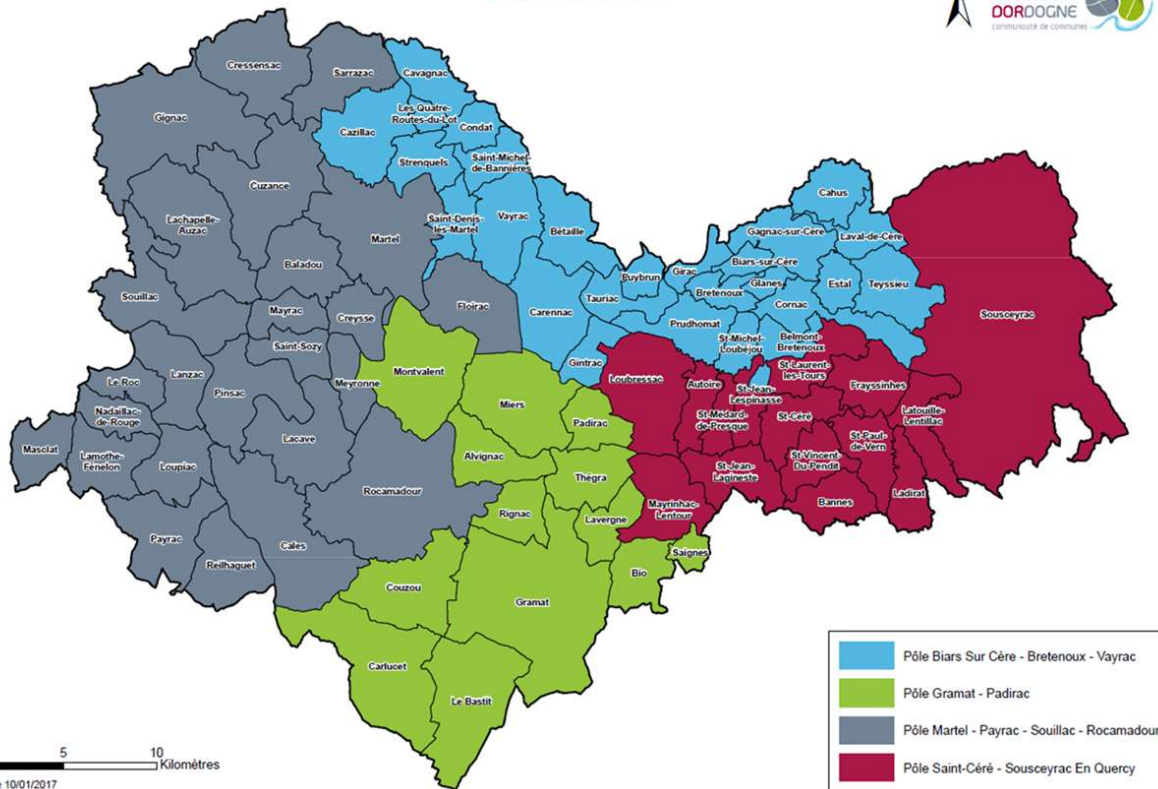 DORDOGNE
communauté de communes
Cressensac
Sarrazac
Cavagnac
Gignac
Les Quatre-
Routes-du-Lot
Condat
Cazillac
Strenquels
Saint-Michel-
de-Bannières
Cuzance
Cahus
Lachapelle-
Auzac
Martel
Saint-Denis-
lès-Martel
Vayrac
Bétaille
Gagnac-sur-Cère
Laval-de-Cère
Baladou
Biars-sur-Cère
Puybrun
Girac
Glanes
Estal
Teyssieu
Souillac
Mayrac
Creysse
Floirac
Carennac
Tauriac
Bretenoux
Cornac
Sousceyrac
Prudhomat
St-Michel-
Loubéjou
Belmont-
Bretenoux
Saint-Sozy
Gintrac
Lanzac
Pinsac
Meyronne
Montvalent
Loubressac
St-Laurent-
les-Tours
Le Roc
Autoire
St-Jean-
Lespinasse
Frayssinhes
Miers
Nadaillac-
de-Rouge
Padirac
St-Médard-
de-Presque
St-Céré
Latouille-
Lentillac
Lacave
St-Paul-
de-Vern
Masclat
Lamothe-
Fénelon
Loupiac
Alvignac
St-Vincent-
Du-Pendit
Rocamadour
Thégra
St-Jean-
Lagineste
Ladirat
Mayrinhac-
Lentour
Bannes
Rignac
Lavergne
Payrac
Reilhaguet
Cales
Saignes
Couzou
Gramat
Bio
Carlucet
Le Bastit
Pôle Biars Sur Cère - Bretenoux - Vayrac
Pôle Gramat - Padirac
Pôle Martel - Payrac - Souillac - Rocamadour
Pôle Saint-Céré - Sousceyrac En Quercy
5 10
Kilomètres
10/01/2017